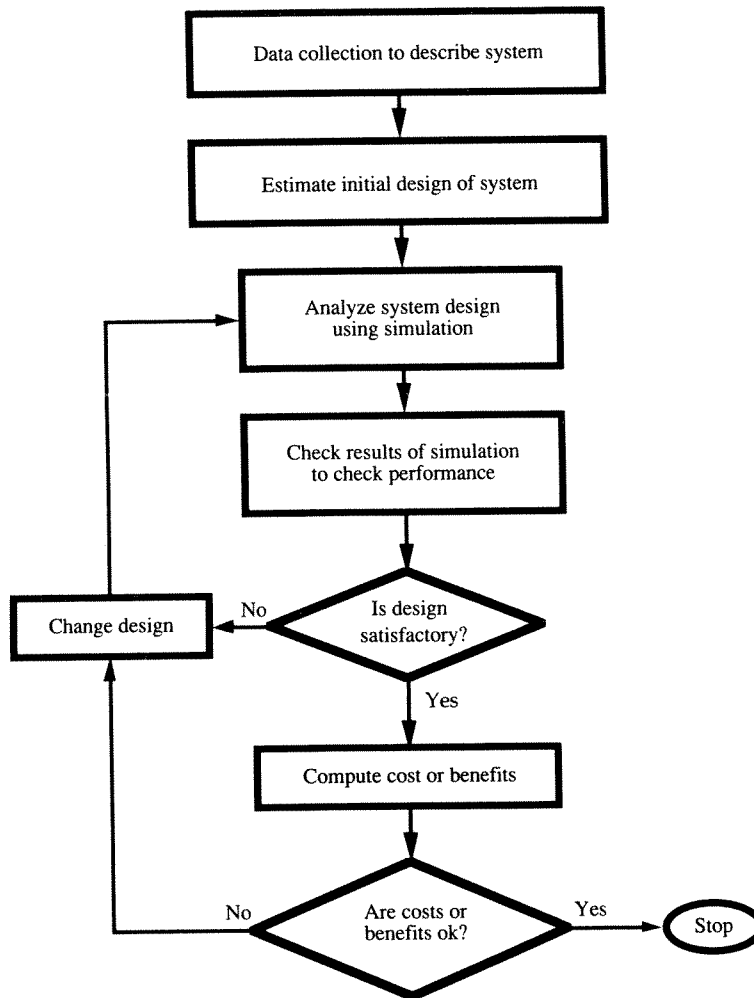 Data collection to describe system
Estimate initial design of system
Analyze system design
using simulation
Check results of simulation
to check performance
Is design
satisfactory?
No
Change design
Yes
Compute cost or benefits
Are costs or
benefits ok?
No
Yes
Stop